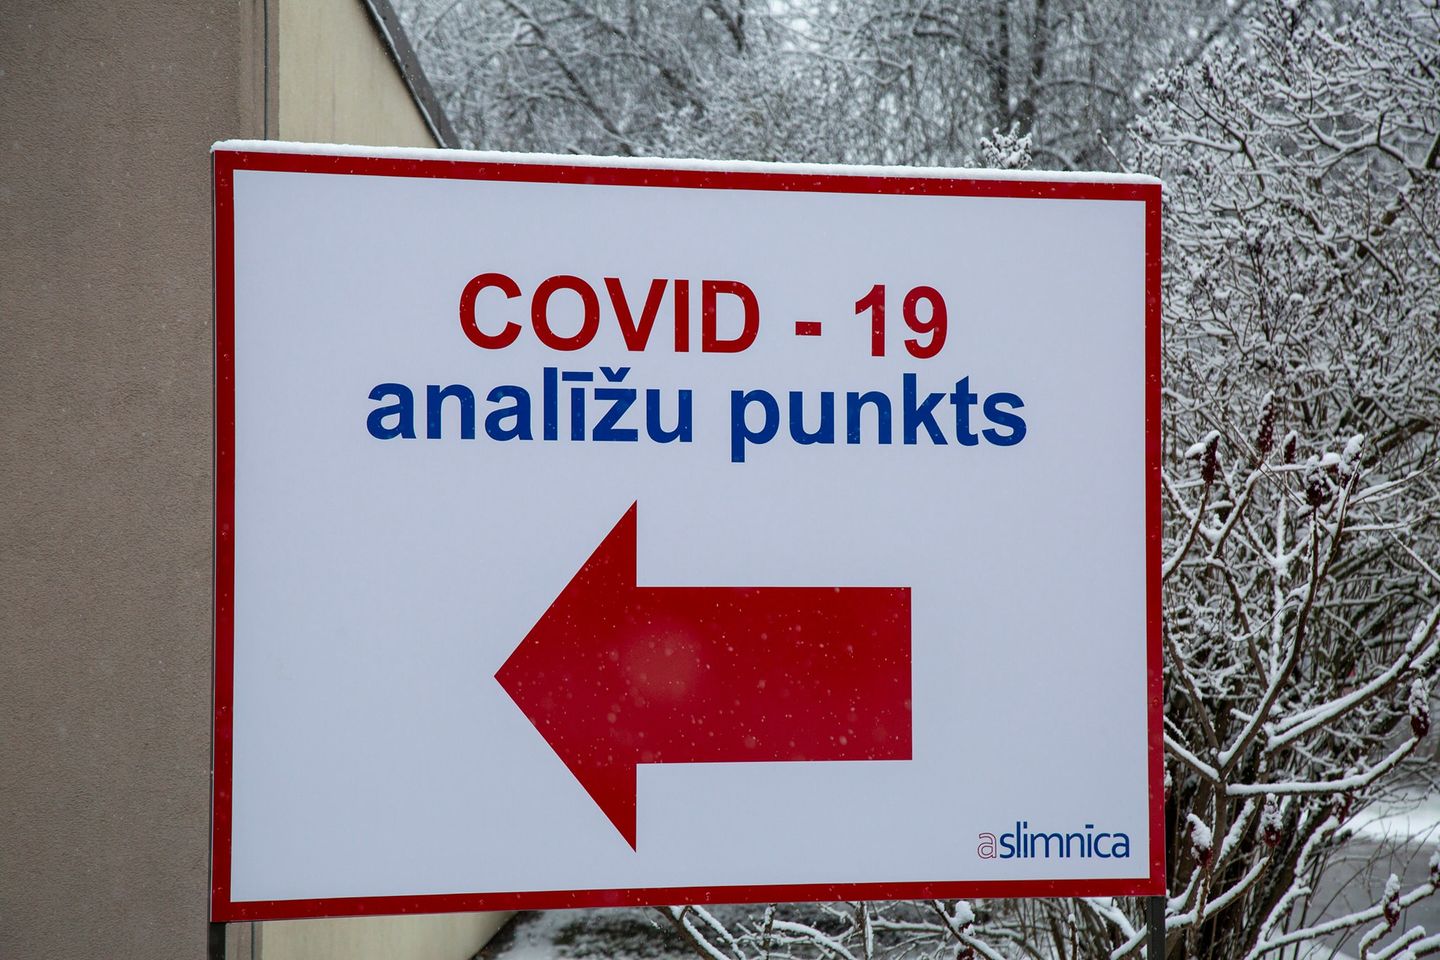 COVID - 19
analīžu punkts
aslimnīca